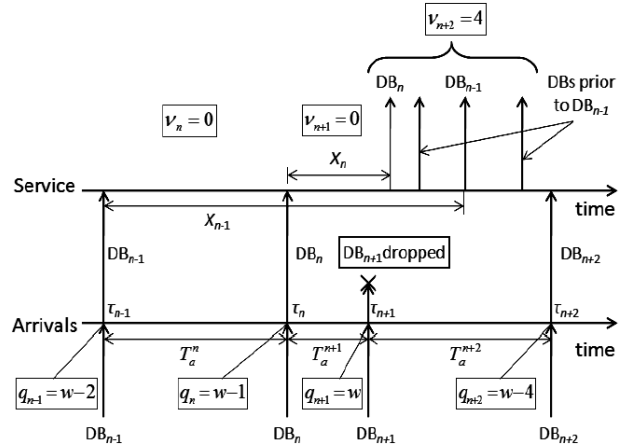 ν_{n+2} = 4
DB_n DB_{n-1} DBs prior
to DB_{n-1}
ν_n = 0 ν_{n+1} = 0
X_n
Service
time
X_{n-1}
DB_{n-1} DB_n DB_{n+1} dropped DB_{n+2}
τ_{n-1} τ_n τ_{n+1} τ_{n+2}
Arrivals
time
T_a^n T_a^{n+1} T_a^{n+2}
q_{n-1} = w-2 q_n = w-1 q_{n+1} = w q_{n+2} = w-4
DB_{n-1} DB_n DB_{n+1} DB_{n+2}